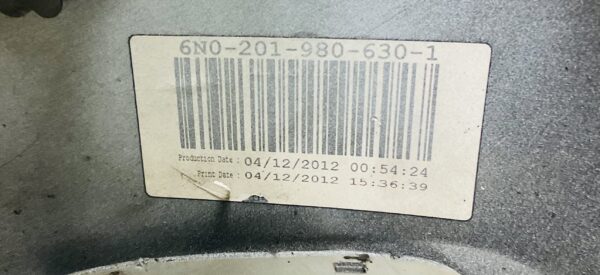 6N0-201-980-630-1
Production Date : 04/12/2012 00:54:24
Print Date : 04/12/2012 15:36:39